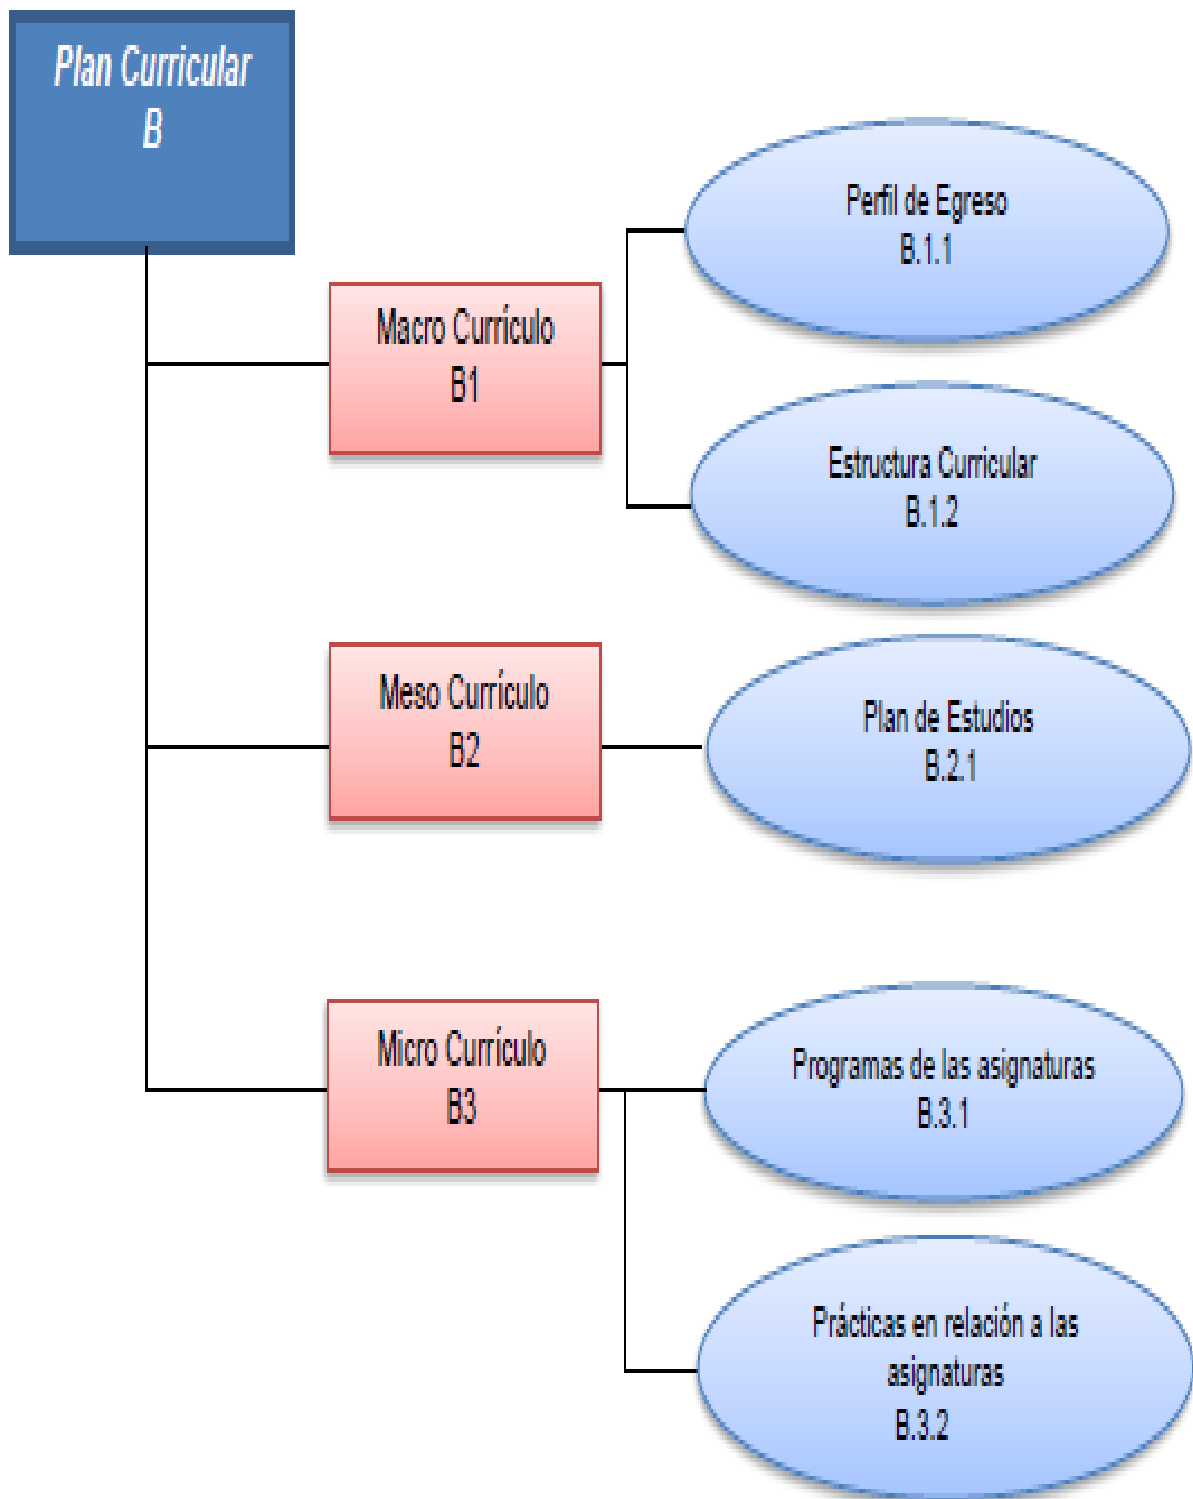 Plan Curricular
B
Macro Currículo
B1
Perfil de Egreso
B.1.1
Estructura Curricular
B.1.2
Meso Currículo
B2
Plan de Estudios
B.2.1
Micro Currículo
B3
Programas de las asignaturas
B.3.1
Prácticas en relación a las
asignaturas
B.3.2